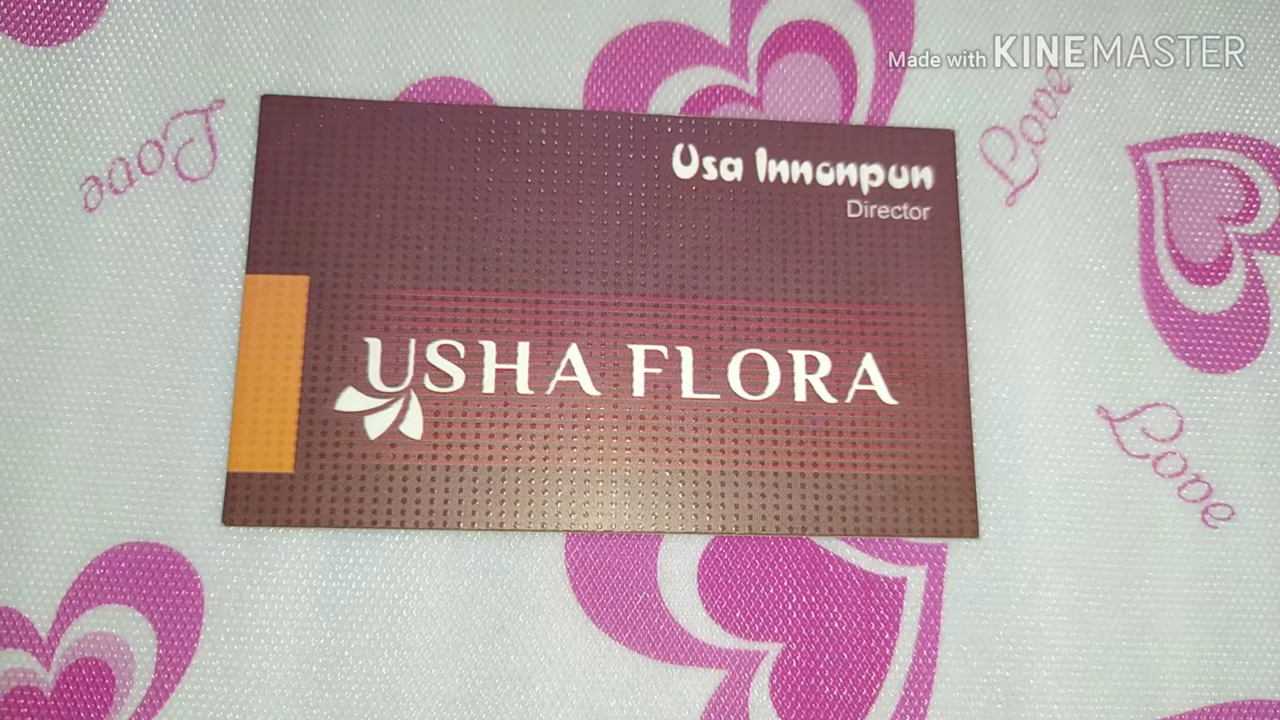 Made with KINEMASTER
Love
Love
Usa Innonpun
Director
USHA FLORA
Love